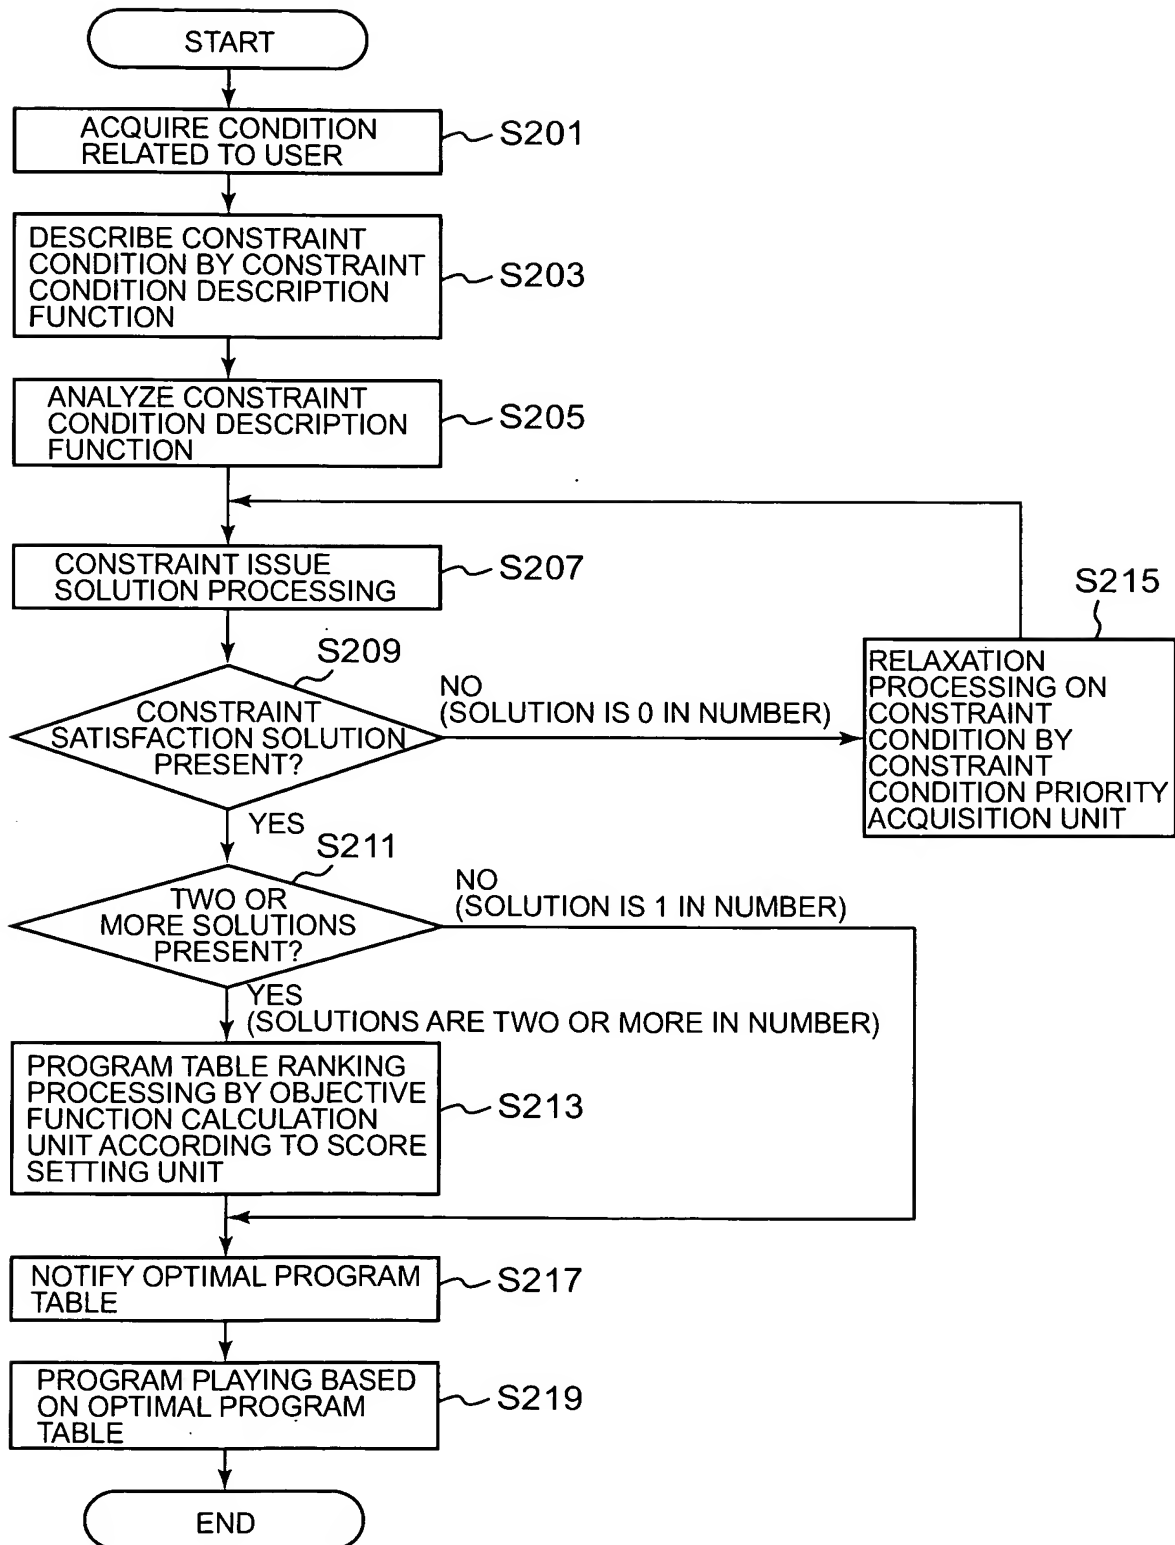 START
ACQUIRE CONDITION
RELATED TO USER
S201
DESCRIBE CONSTRAINT
CONDITION BY CONSTRAINT
CONDITION DESCRIPTION
FUNCTION
S203
ANALYZE CONSTRAINT
CONDITION DESCRIPTION
FUNCTION
S205
CONSTRAINT ISSUE
SOLUTION PROCESSING
S207
S209
CONSTRAINT
SATISFACTION SOLUTION
PRESENT?
NO
(SOLUTION IS 0 IN NUMBER)
S215
RELAXATION
PROCESSING ON
CONSTRAINT
CONDITION BY
CONSTRAINT
CONDITION PRIORITY
ACQUISITION UNIT
YES
S211
TWO OR
MORE SOLUTIONS
PRESENT?
NO
(SOLUTION IS 1 IN NUMBER)
YES
(SOLUTIONS ARE TWO OR MORE IN NUMBER)
PROGRAM TABLE RANKING
PROCESSING BY OBJECTIVE
FUNCTION CALCULATION
UNIT ACCORDING TO SCORE
SETTING UNIT
S213
NOTIFY OPTIMAL PROGRAM
TABLE
S217
PROGRAM PLAYING BASED
ON OPTIMAL PROGRAM
TABLE
S219
END